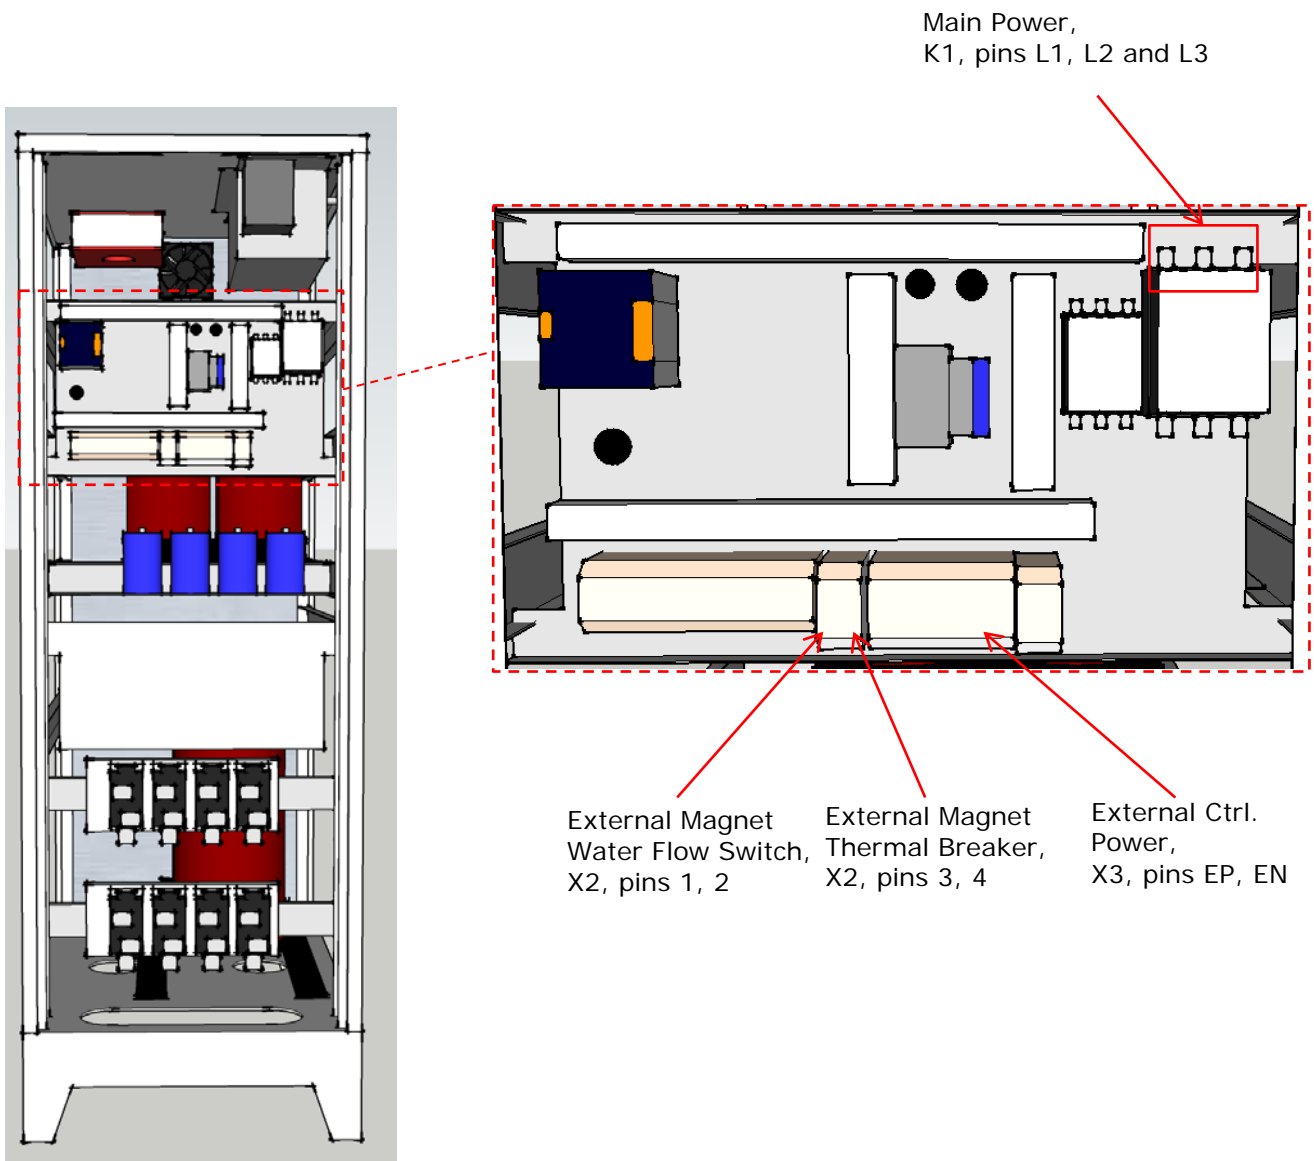 Main Power,
K1, pins L1, L2 and L3
External Magnet
Water Flow Switch,
X2, pins 1, 2
External Magnet
Thermal Breaker,
X2, pins 3, 4
External Ctrl.
Power,
X3, pins EP, EN